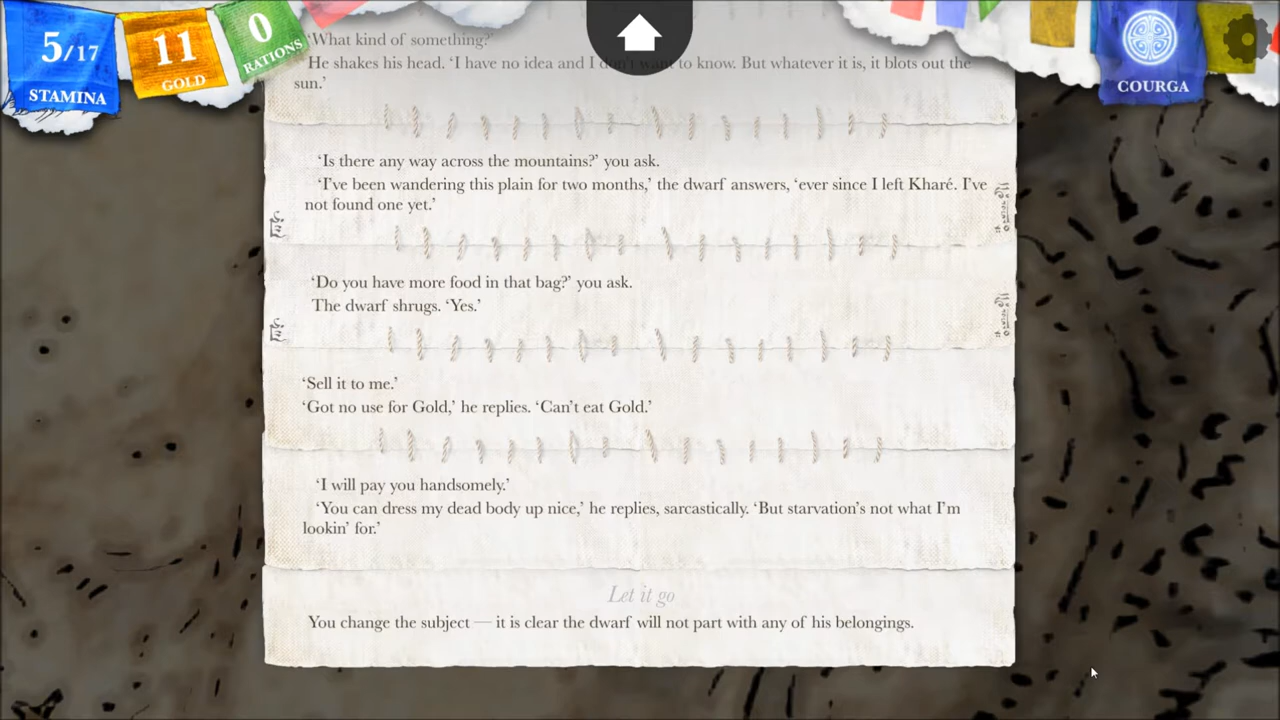 5/17
STAMINA
11
GOLD
0
RATIONS
COURGA
‘What kind of something?’
He shakes his head. ‘I have no idea and I don’t want to know. But whatever it is, it blots out the
sun.’
‘Is there any way across the mountains?’ you ask.
‘I’ve been wandering this plain for two months,’ the dwarf answers, ‘ever since I left Kharé. I’ve
not found one yet.’
‘Do you have more food in that bag?’ you ask.
The dwarf shrugs. ‘Yes.’
‘Sell it to me.’
‘Got no use for Gold,’ he replies. ‘Can’t eat Gold.’
‘I will pay you handsomely.’
‘You can dress my dead body up nice,’ he replies, sarcastically. ‘But starvation’s not what I’m
lookin’ for.’
Let it go
You change the subject — it is clear the dwarf will not part with any of his belongings.